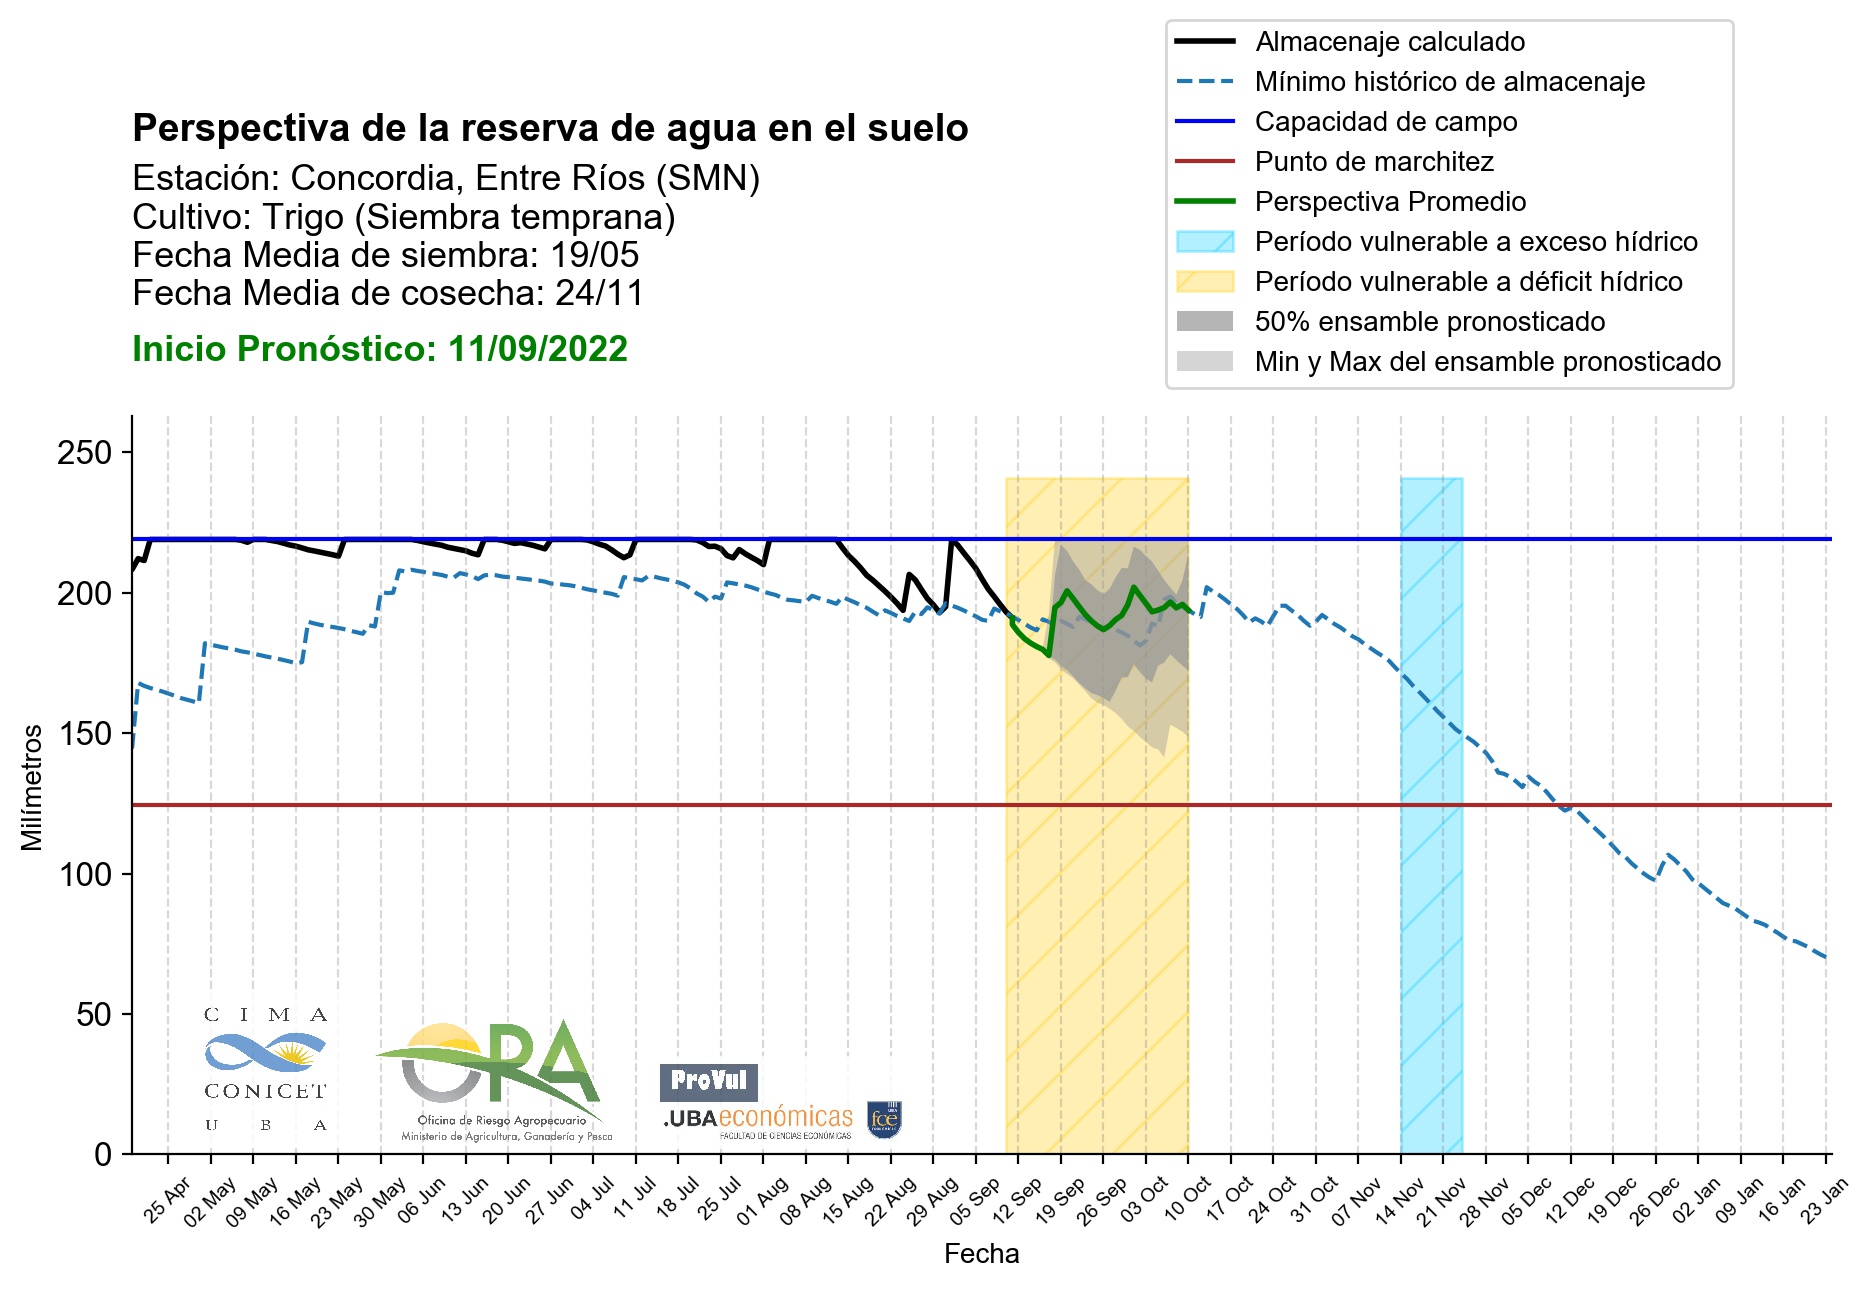 Almacenaje calculado
Mínimo histórico de almacenaje
Capacidad de campo
Punto de marchitez
Perspectiva Promedio
Período vulnerable a exceso hídrico
Período vulnerable a déficit hídrico
50% ensamble pronosticado
Min y Max del ensamble pronosticado
Perspectiva de la reserva de agua en el suelo
Estación: Concordia, Entre Ríos (SMN)
Cultivo: Trigo (Siembra temprana)
Fecha Media de siembra: 19/05
Fecha Media de cosecha: 24/11
Inicio Pronóstico: 11/09/2022
250
200
150
100
50
0
Milímetros
CIMA
CONICET
UBA
ORA
Oficina de Riesgo Agropecuario
Ministerio de Agricultura, Ganadería y Pesca
ProVul
.UBAeconómicas
FACULTAD DE CIENCIAS ECONÓMICAS
UBA
fce
ECONÓMICAS
25 Apr
02 May
09 May
16 May
23 May
30 May
06 Jun
13 Jun
20 Jun
27 Jun
04 Jul
11 Jul
18 Jul
25 Jul
01 Aug
08 Aug
15 Aug
22 Aug
29 Aug
05 Sep
12 Sep
19 Sep
26 Sep
03 Oct
10 Oct
17 Oct
24 Oct
31 Oct
07 Nov
14 Nov
21 Nov
28 Nov
05 Dec
12 Dec
19 Dec
26 Dec
02 Jan
09 Jan
16 Jan
23 Jan
Fecha